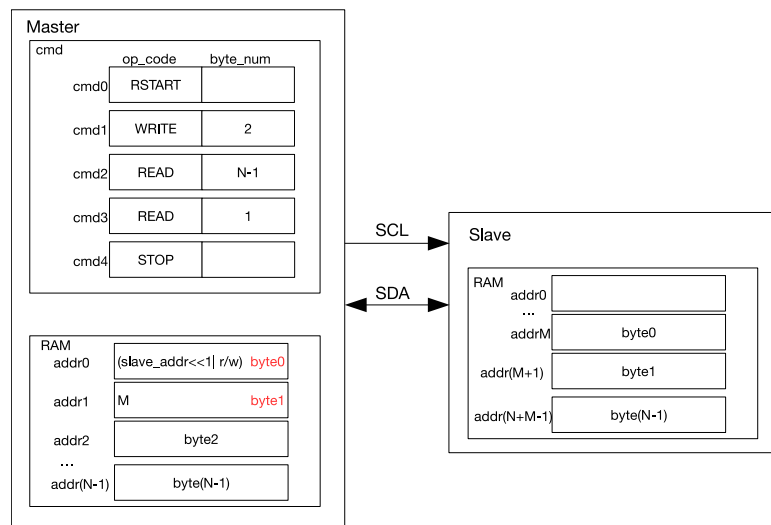 Master
cmd
op_code byte_num
cmd0 RSTART
cmd1 WRITE 2
cmd2 READ N-1
cmd3 READ 1
cmd4 STOP
SCL
SDA
Slave
RAM
addr0
...
addrM byte0
addr(M+1) byte1
addr(N+M-1) byte(N-1)
RAM
addr0 (slave_addr<<1| r/w) byte0
addr1 M byte1
addr2 byte2
...
addr(N-1) byte(N-1)